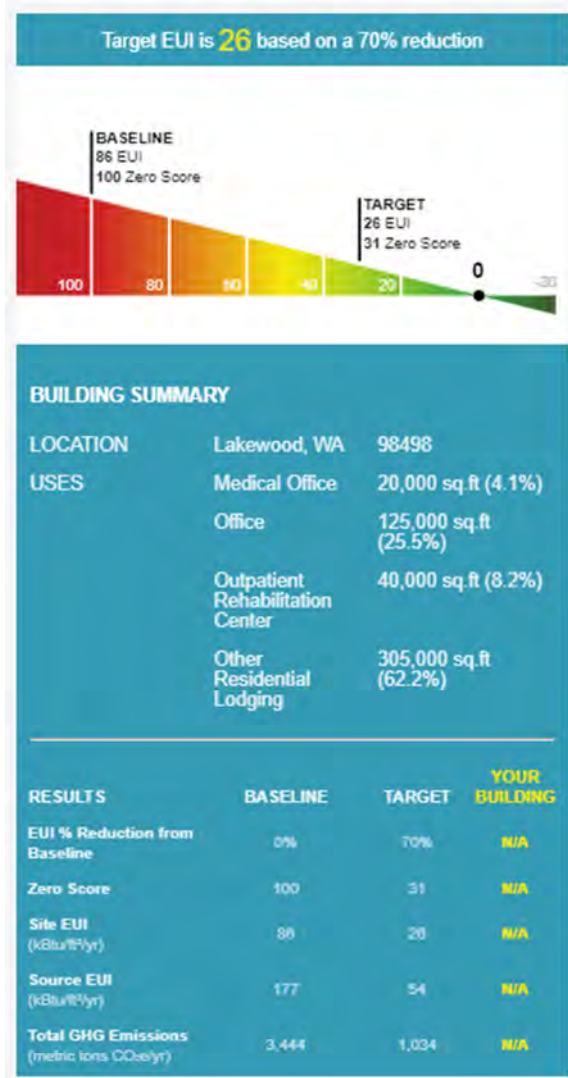 Target EUI is 26 based on a 70% reduction
BASELINE
86 EUI
100 Zero Score
TARGET
26 EUI
31 Zero Score
0
100 80 60 40 20 -20
BUILDING SUMMARY
LOCATION Lakewood, WA 98498
USES Medical Office 20,000 sq.ft (4.1%)
Office 125,000 sq.ft
(25.5%)
Outpatient 40,000 sq.ft (8.2%)
Rehabilitation
Center
Other 305,000 sq.ft
Residential (62.2%)
Lodging
YOUR
RESULTS BASELINE TARGET BUILDING
EUI % Reduction from
Baseline 0% 70% N/A
Zero Score 100 31 N/A
Site EUI
(kBtu/ft²/yr) 86 26 N/A
Source EUI
(kBtu/ft²/yr) 177 54 N/A
Total GHG Emissions
(metric tons CO₂e/yr) 3,444 1,034 N/A